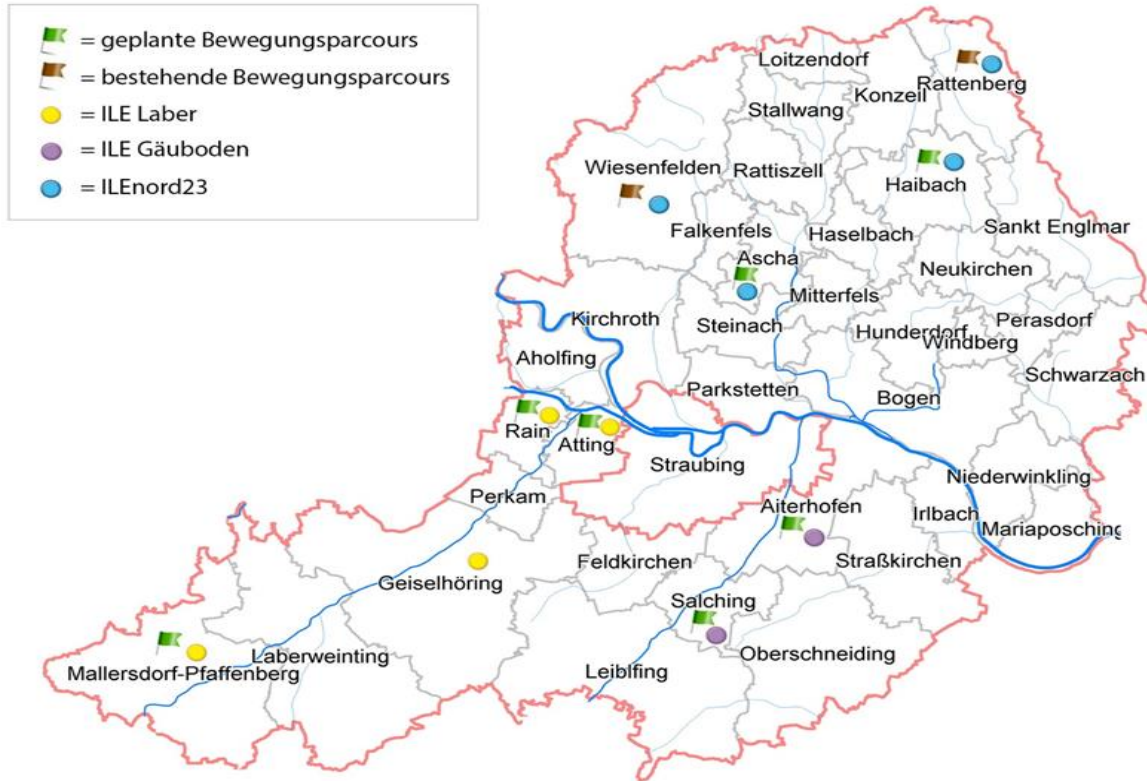 = geplante Bewegungsparcours
= bestehende Bewegungsparcours
= ILE Laber
= ILE Gäuboden
= ILEnord23
Loitzendorf
Rattenberg
Konzell
Stallwang
Wiesenfelden
Rattiszell
Haibach
Falkenfels
Haselbach
Sankt Englmar
Ascha
Neukirchen
Mitterfels
Kirchroth
Steinach
Hunderdorf
Perasdorf
Windberg
Aholfing
Schwarzach
Parkstetten
Bogen
Rain
Atting
Straubing
Niederwinkling
Perkam
Aiterhofen
Irlbach
Mariaposching
Geiselhöring
Feldkirchen
Straßkirchen
Salching
Laberweinting
Oberschneiding
Mallersdorf-Pfaffenberg
Leiblfing